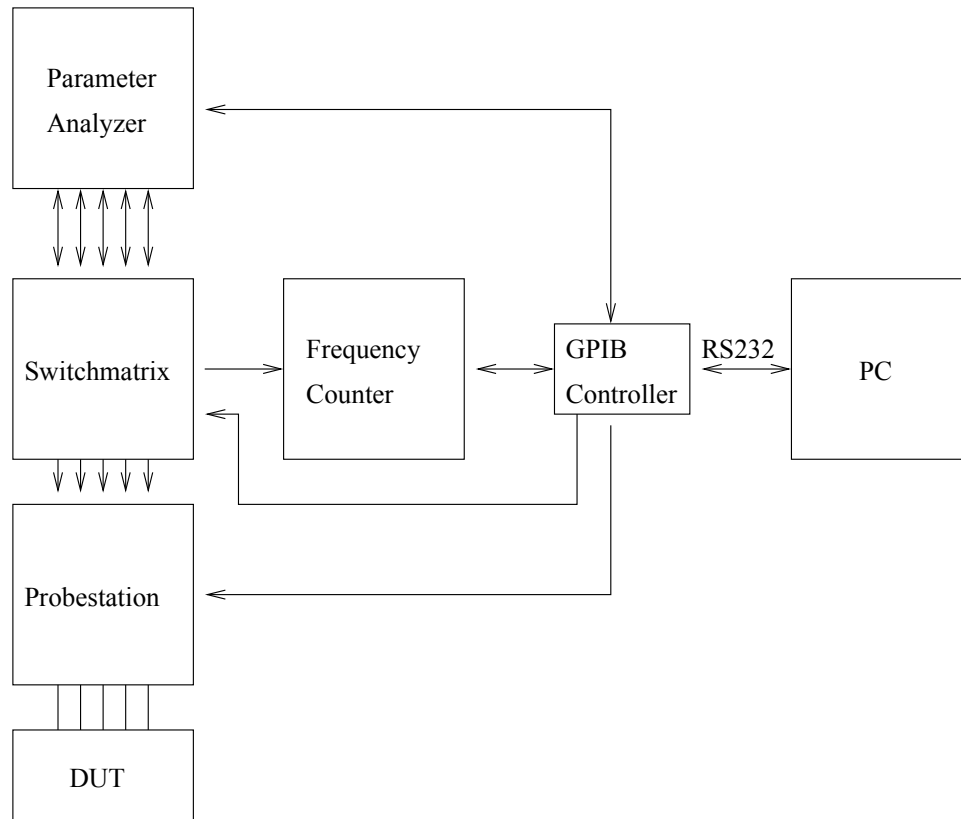 Parameter
Analyzer
Switchmatrix
Frequency
Counter
GPIB
Controller
RS232
PC
Probestation
DUT